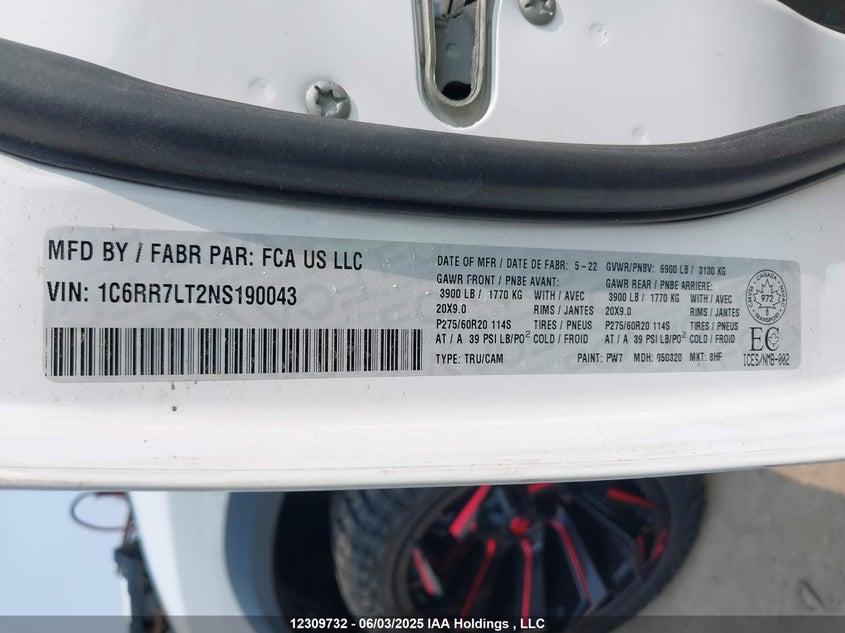 MFD BY / FABR PAR: FCA US LLC
VIN: 1C6RR7LT2NS190043
DATE OF MFR / DATE DE FABR: 5-22 GVWR/PNBV: 6900 LB / 3130 KG
GAWR FRONT / PNBE AVANT: GAWR REAR / PNBE ARRIERE:
3900 LB / 1770 KG WITH / AVEC 3900 LB / 1770 KG WITH / AVEC
20X9.0 RIMS / JANTES 20X9.0 RIMS / JANTES
P275/60R20 114S TIRES / PNEUS P275/60R20 114S TIRES / PNEUS
AT / A 39 PSI LB/PO² COLD / FROID AT / A 39 PSI LB/PO² COLD / FROID
TYPE: TRU/CAM PAINT: PW7 MDH: 050320 MKT: 8HF
CANADA
972
TRANSPORT
EC
ICES/NMB-002
12309732 - 06/03/2025 IAA Holdings , LLC